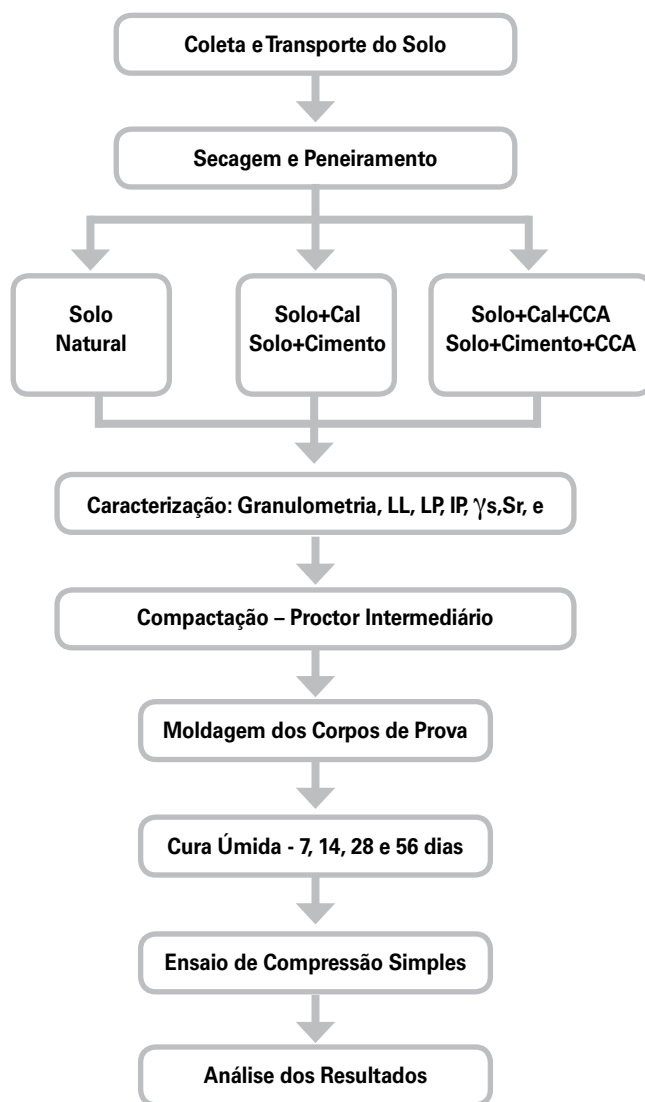 Coleta e Transporte do Solo
Secagem e Peneiramento
Solo
Natural
Solo+Cal
Solo+Cimento
Solo+Cal+CCA
Solo+Cimento+CCA
Caracterização: Granulometria, LL, LP, IP, γs,Sr, e
Compactação – Proctor Intermediário
Moldagem dos Corpos de Prova
Cura Úmida - 7, 14, 28 e 56 dias
Ensaio de Compressão Simples
Análise dos Resultados